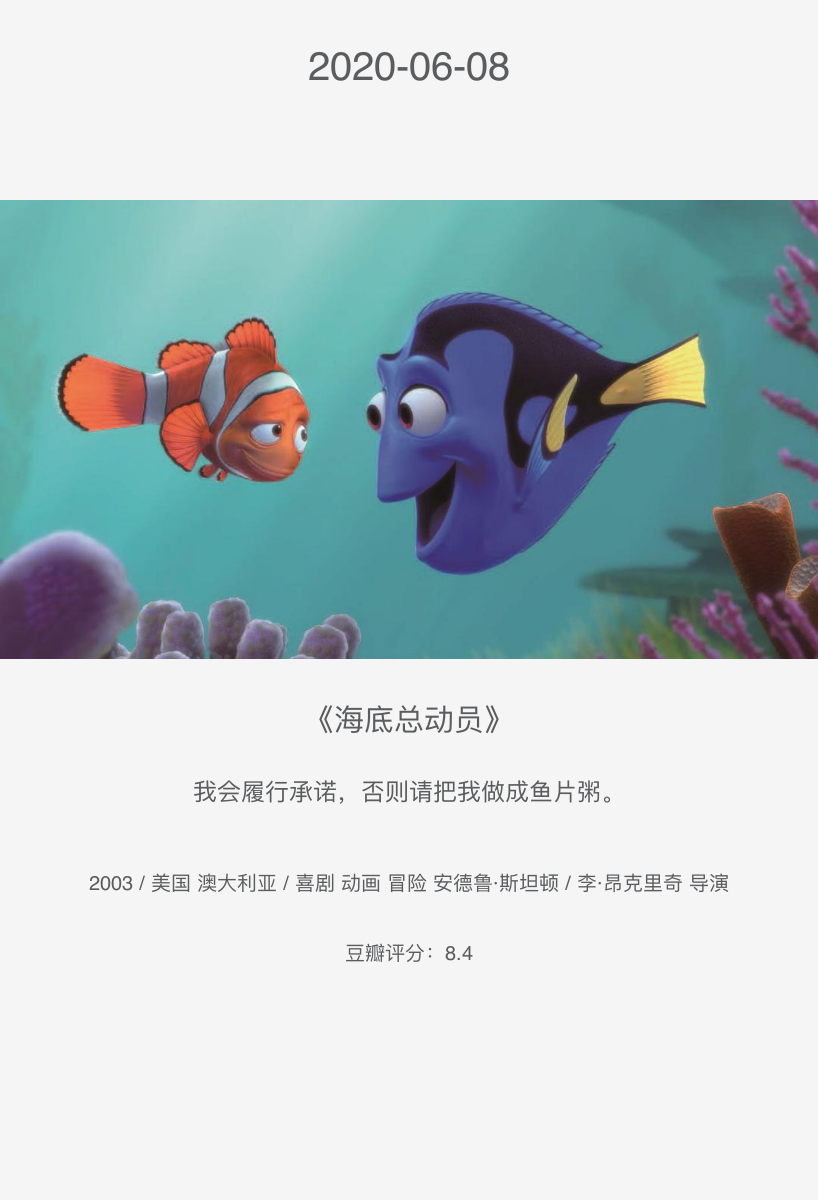 2020-06-08
《海底总动员》
我会履行承诺，否则请把我做成鱼片粥。
2003 / 美国 澳大利亚 / 喜剧 动画 冒险 安德鲁·斯坦顿 / 李·昂克里奇 导演
豆瓣评分：8.4